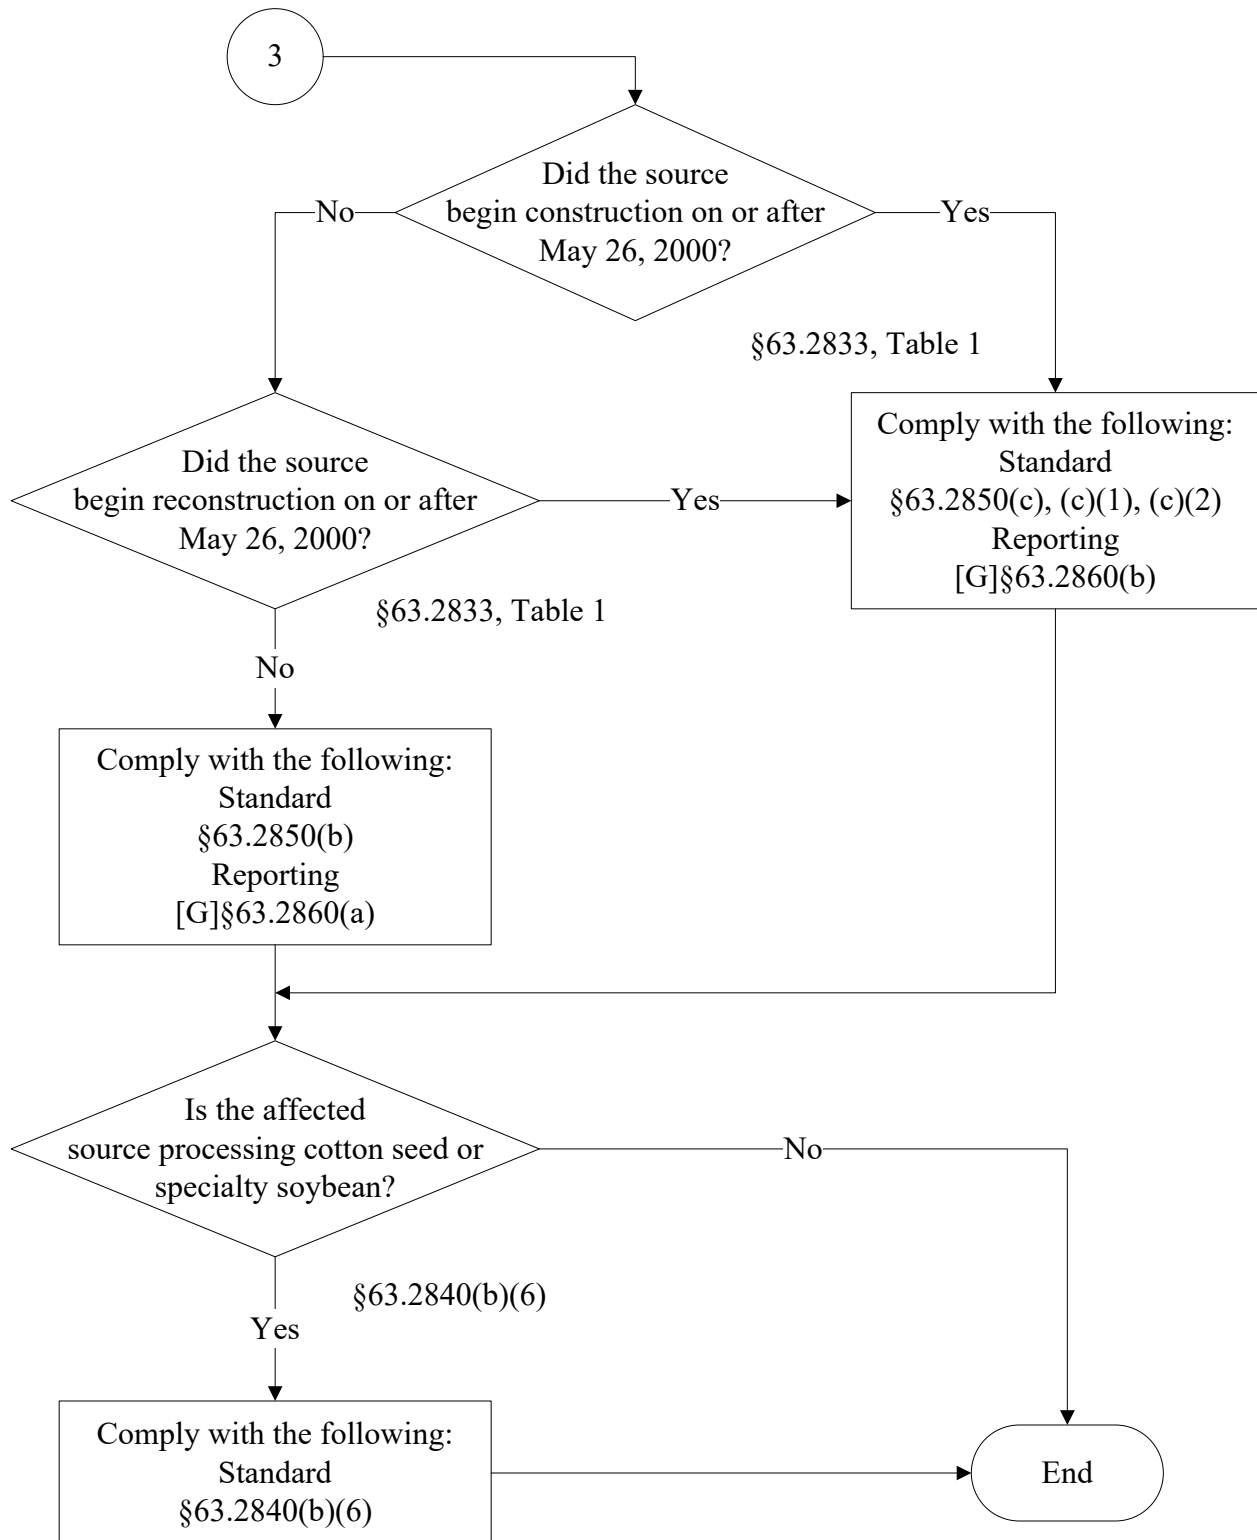 3
Did the source
begin construction on or after
May 26, 2000?
No
Yes
§63.2833, Table 1
Did the source
begin reconstruction on or after
May 26, 2000?
Yes
Comply with the following:
Standard
§63.2850(c), (c)(1), (c)(2)
Reporting
[G]§63.2860(b)
§63.2833, Table 1
No
Comply with the following:
Standard
§63.2850(b)
Reporting
[G]§63.2860(a)
Is the affected
source processing cotton seed or
specialty soybean?
No
§63.2840(b)(6)
Yes
Comply with the following:
Standard
§63.2840(b)(6)
End